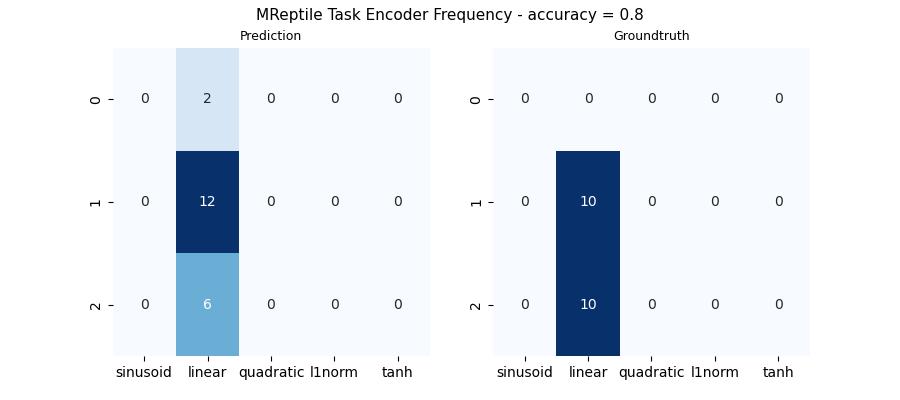 MReptile Task Encoder Frequency - accuracy = 0.8
Prediction
0 0 2 0 0 0
1 0 12 0 0 0
2 0 6 0 0 0
sinusoid linear quadratic l1norm tanh
Groundtruth
0 0 0 0 0 0
1 0 10 0 0 0
2 0 10 0 0 0
sinusoid linear quadratic l1norm tanh